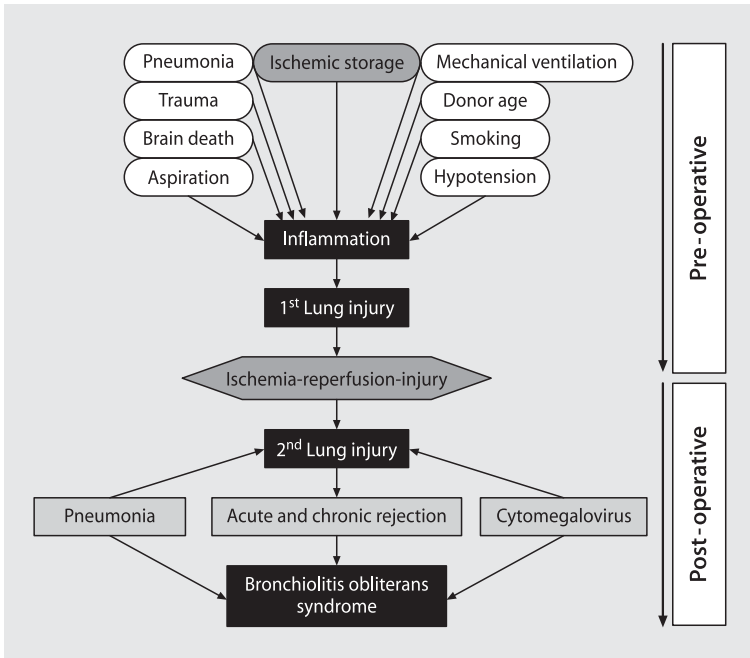 Pneumonia
Ischemic storage
Mechanical ventilation
Trauma
Donor age
Brain death
Smoking
Aspiration
Hypotension
Inflammation
1st Lung injury
Ischemia-reperfusion-injury
2nd Lung injury
Pneumonia
Acute and chronic rejection
Cytomegalovirus
Bronchiolitis obliterans
syndrome
Pre-operative
Post-operative